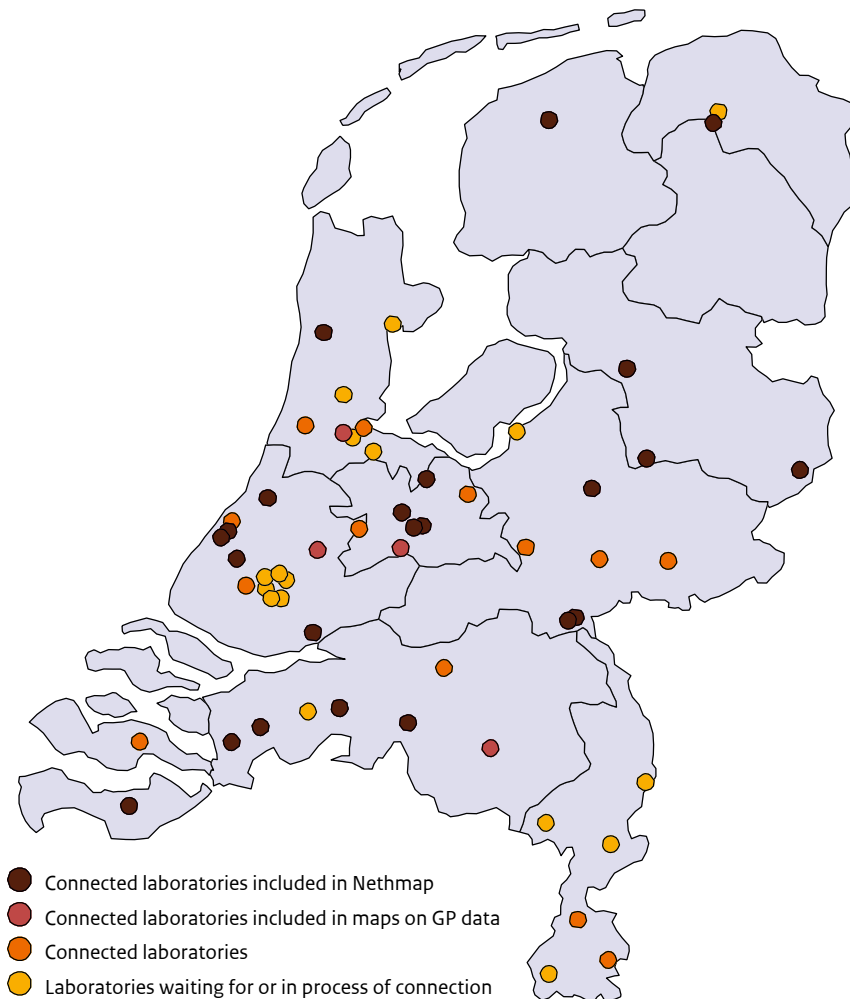 Connected laboratories included in Nethmap
Connected laboratories included in maps on GP data
Connected laboratories
Laboratories waiting for or in process of connection